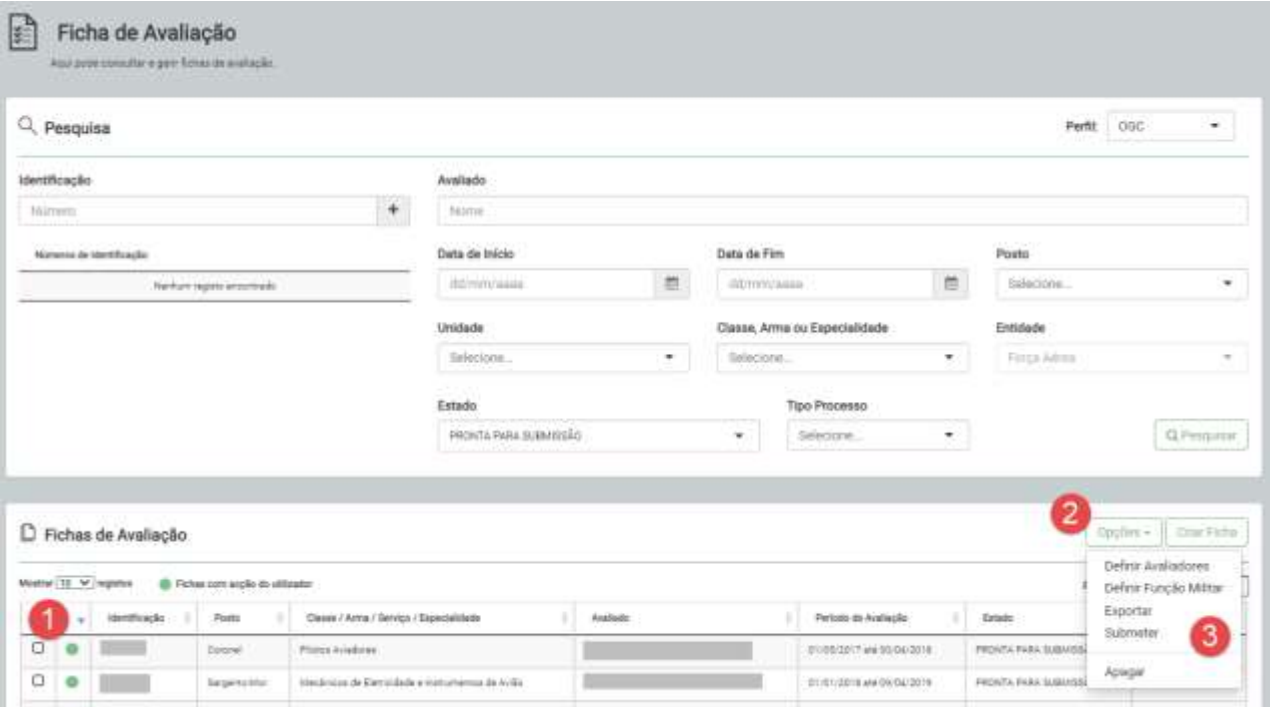 Ficha de Avaliação
Aqui pode consultar e gerir fichas de avaliação.
Pesquisa
Perfil: OGC
Identificação
Avaliado
Número
+
Nome
Números de Identificação
Data de Início
Data de Fim
Posto
Nenhum registo encontrado
dd/mm/aaaa
dd/mm/aaaa
Selecione...
Unidade
Classe, Arma ou Especialidade
Entidade
Selecione...
Selecione...
Força Aérea
Estado
Tipo Processo
PRONTA PARA SUBMISSÃO
Selecione...
Pesquisar
2
Fichas de Avaliação
Opções
Criar Ficha
Definir Avaliadores
Mostrar 10 registos
Fichas com acção do utilizador
Definir Função Militar
1
Identificação
Posto
Classe / Arma / Serviço / Especialidade
Avaliado
Período de Avaliação
Estado
Exportar
Submeter
3
Coronel
Pilotos Aviadores
01/05/2017 até 30/04/2018
PRONTA PARA
Apagar
Mecânicos de Eletricidade e Instrumentos de Avião
01/01/2018 até 09/04/2019
PRONTA PARA